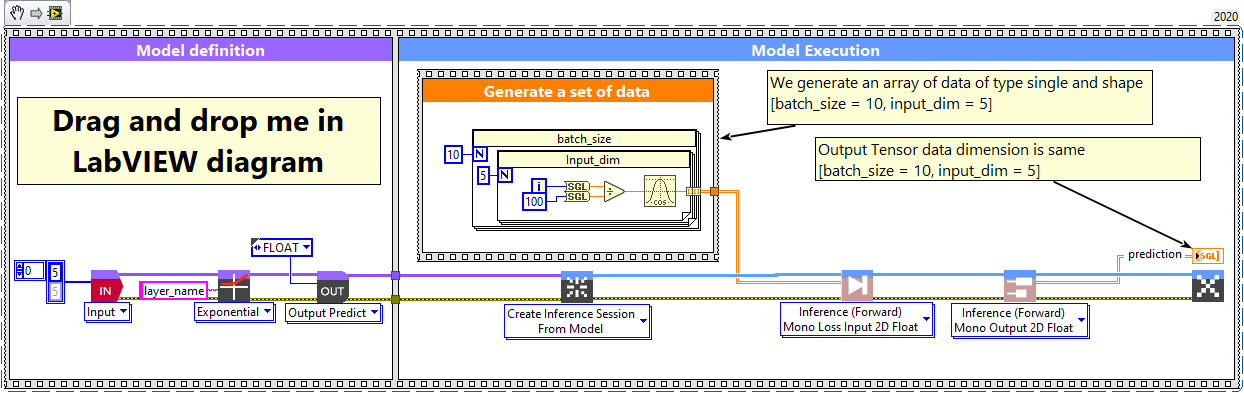 2020
Model definition
Drag and drop me in
LabVIEW diagram
0
5
5
IN
Input
layer_name
Exponential
FLOAT
OUT
Output Predict
Model Execution
Generate a set of data
batch_size
10
N
Input_dim
5
N
i
100
SGL
SGL
÷
COS
We generate an array of data of type single and shape
[batch_size = 10, input_dim = 5]
Output Tensor data dimension is same
[batch_size = 10, input_dim = 5]
prediction
SGL
Create Inference Session
From Model
Inference (Forward)
Mono Loss Input 2D Float
Inference (Forward)
Mono Output 2D Float